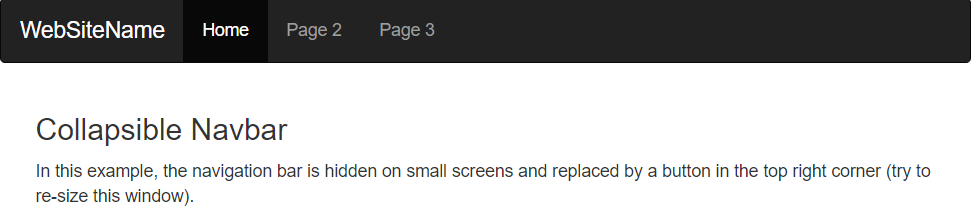 WebSiteName Home Page 2 Page 3
Collapsible Navbar
In this example, the navigation bar is hidden on small screens and replaced by a button in the top right corner (try to
re-size this window).